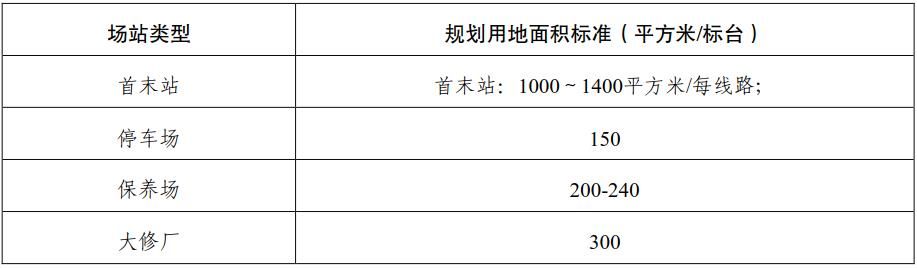 场站类型 规划用地面积标准（平方米/标台）
首末站 首末站：1000～1400平方米/每线路；
停车场 150
保养场 200-240
大修厂 300